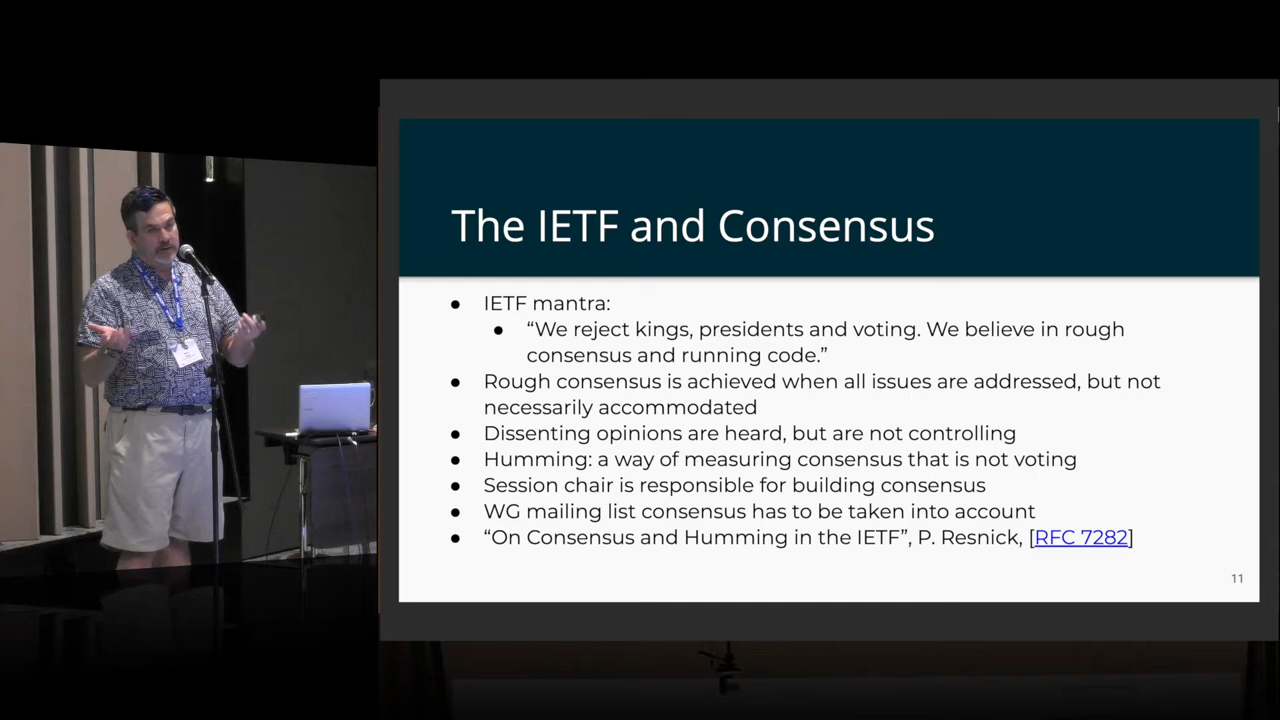 The IETF and Consensus
● IETF mantra:
● “We reject kings, presidents and voting. We believe in rough
consensus and running code.”
● Rough consensus is achieved when all issues are addressed, but not
necessarily accommodated
● Dissenting opinions are heard, but are not controlling
● Humming: a way of measuring consensus that is not voting
● Session chair is responsible for building consensus
● WG mailing list consensus has to be taken into account
● “On Consensus and Humming in the IETF”, P. Resnick, [RFC 7282]
11